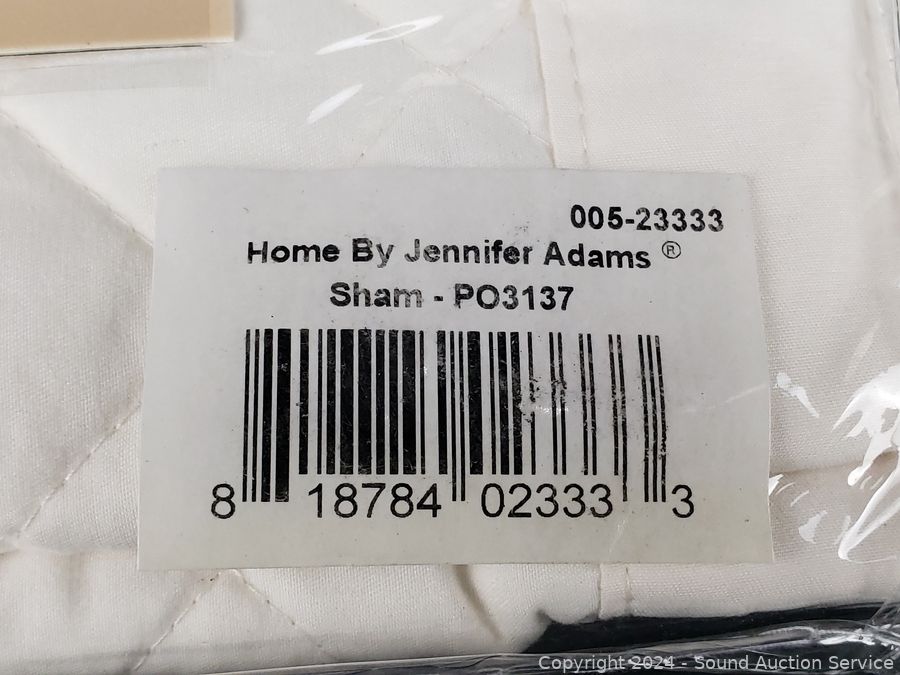 005-23333
Home By Jennifer Adams ®
Sham - PO3137
8 18784 02333 3
Copyright 2024 - Sound Auction Service